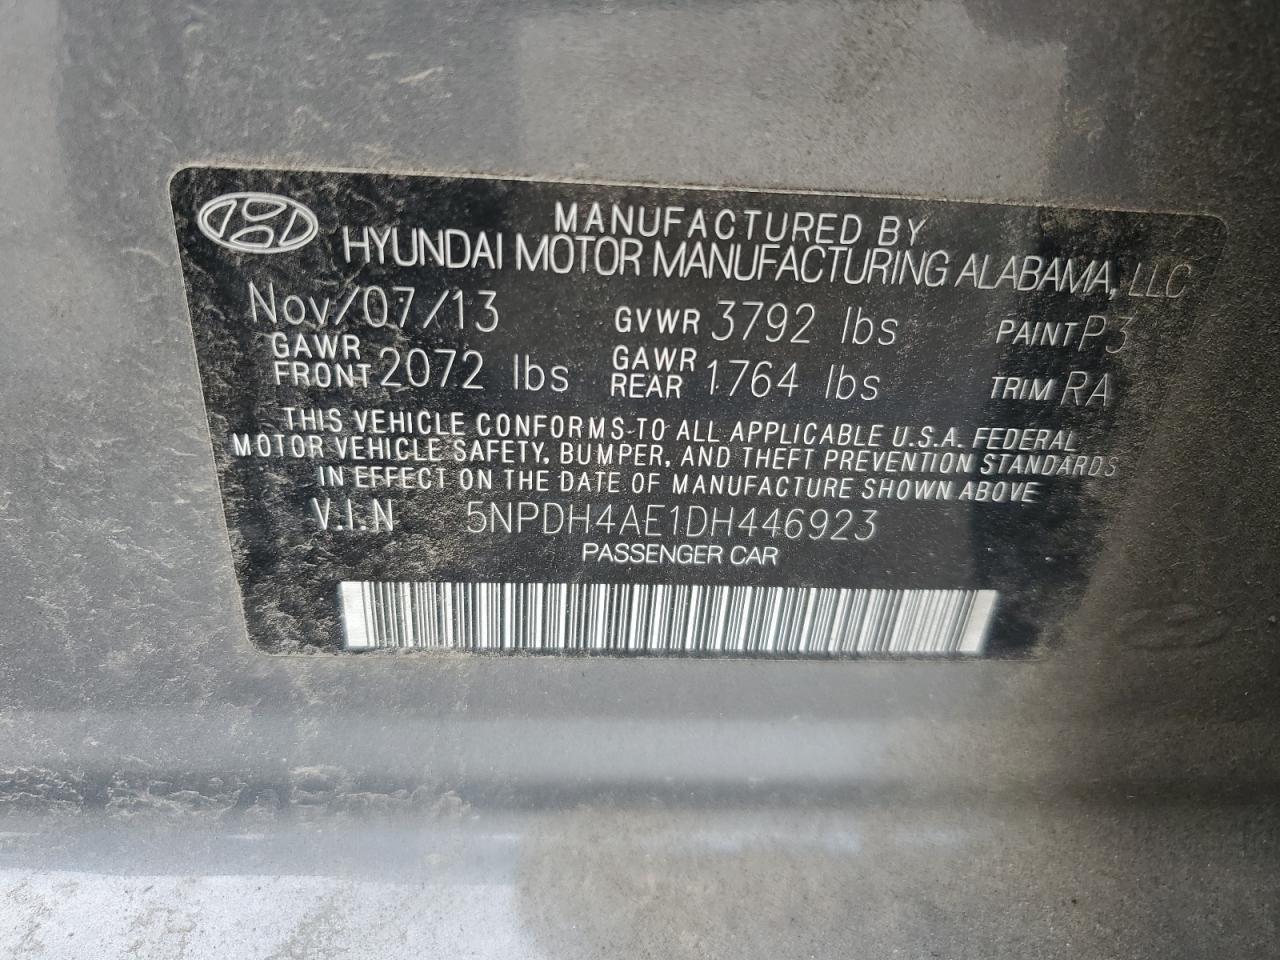 MANUFACTURED BY
HYUNDAI MOTOR MANUFACTURING ALABAMA, LLC
Nov/07/13 GVWR 3792 lbs PAINT P3
GAWR FRONT 2072 lbs GAWR REAR 1764 lbs TRIM RA
THIS VEHICLE CONFORMS TO ALL APPLICABLE U.S.A. FEDERAL
MOTOR VEHICLE SAFETY, BUMPER, AND THEFT PREVENTION STANDARDS
IN EFFECT ON THE DATE OF MANUFACTURE SHOWN ABOVE
V.I.N 5NPDH4AE1DH446923
PASSENGER CAR